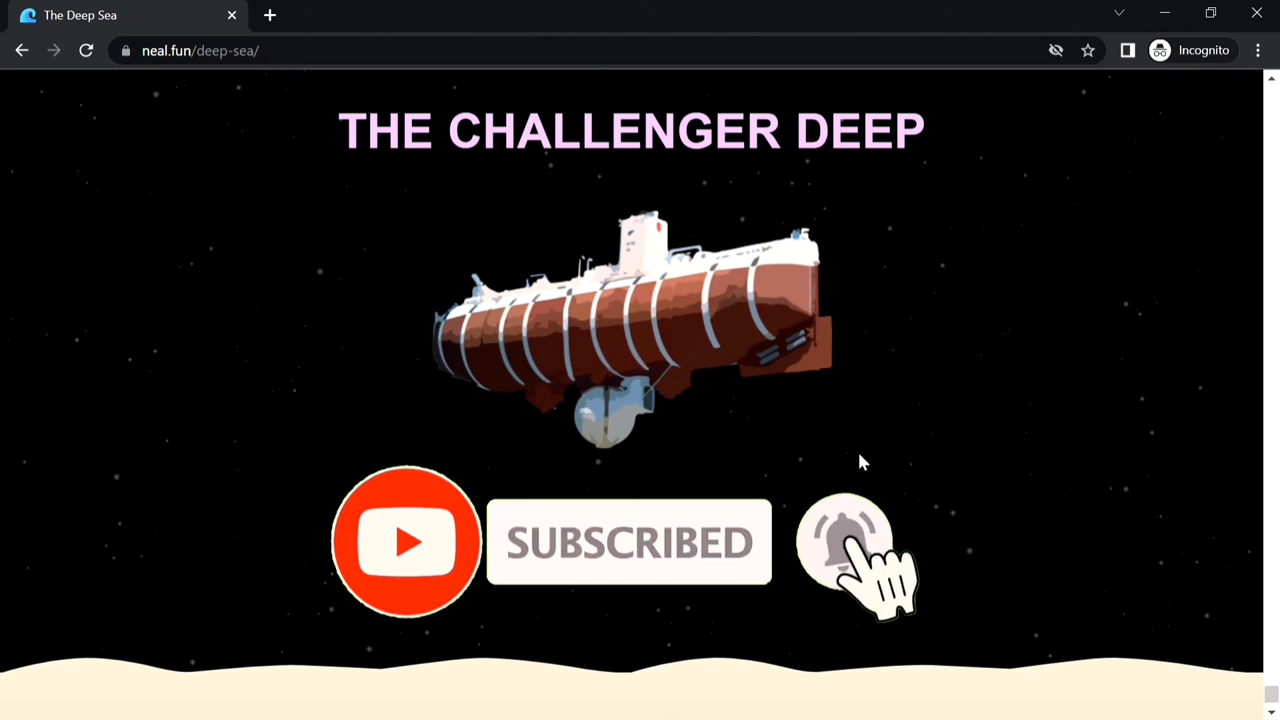 The Deep Sea
neal.fun/deep-sea/
Incognito
THE CHALLENGER DEEP
SUBSCRIBED